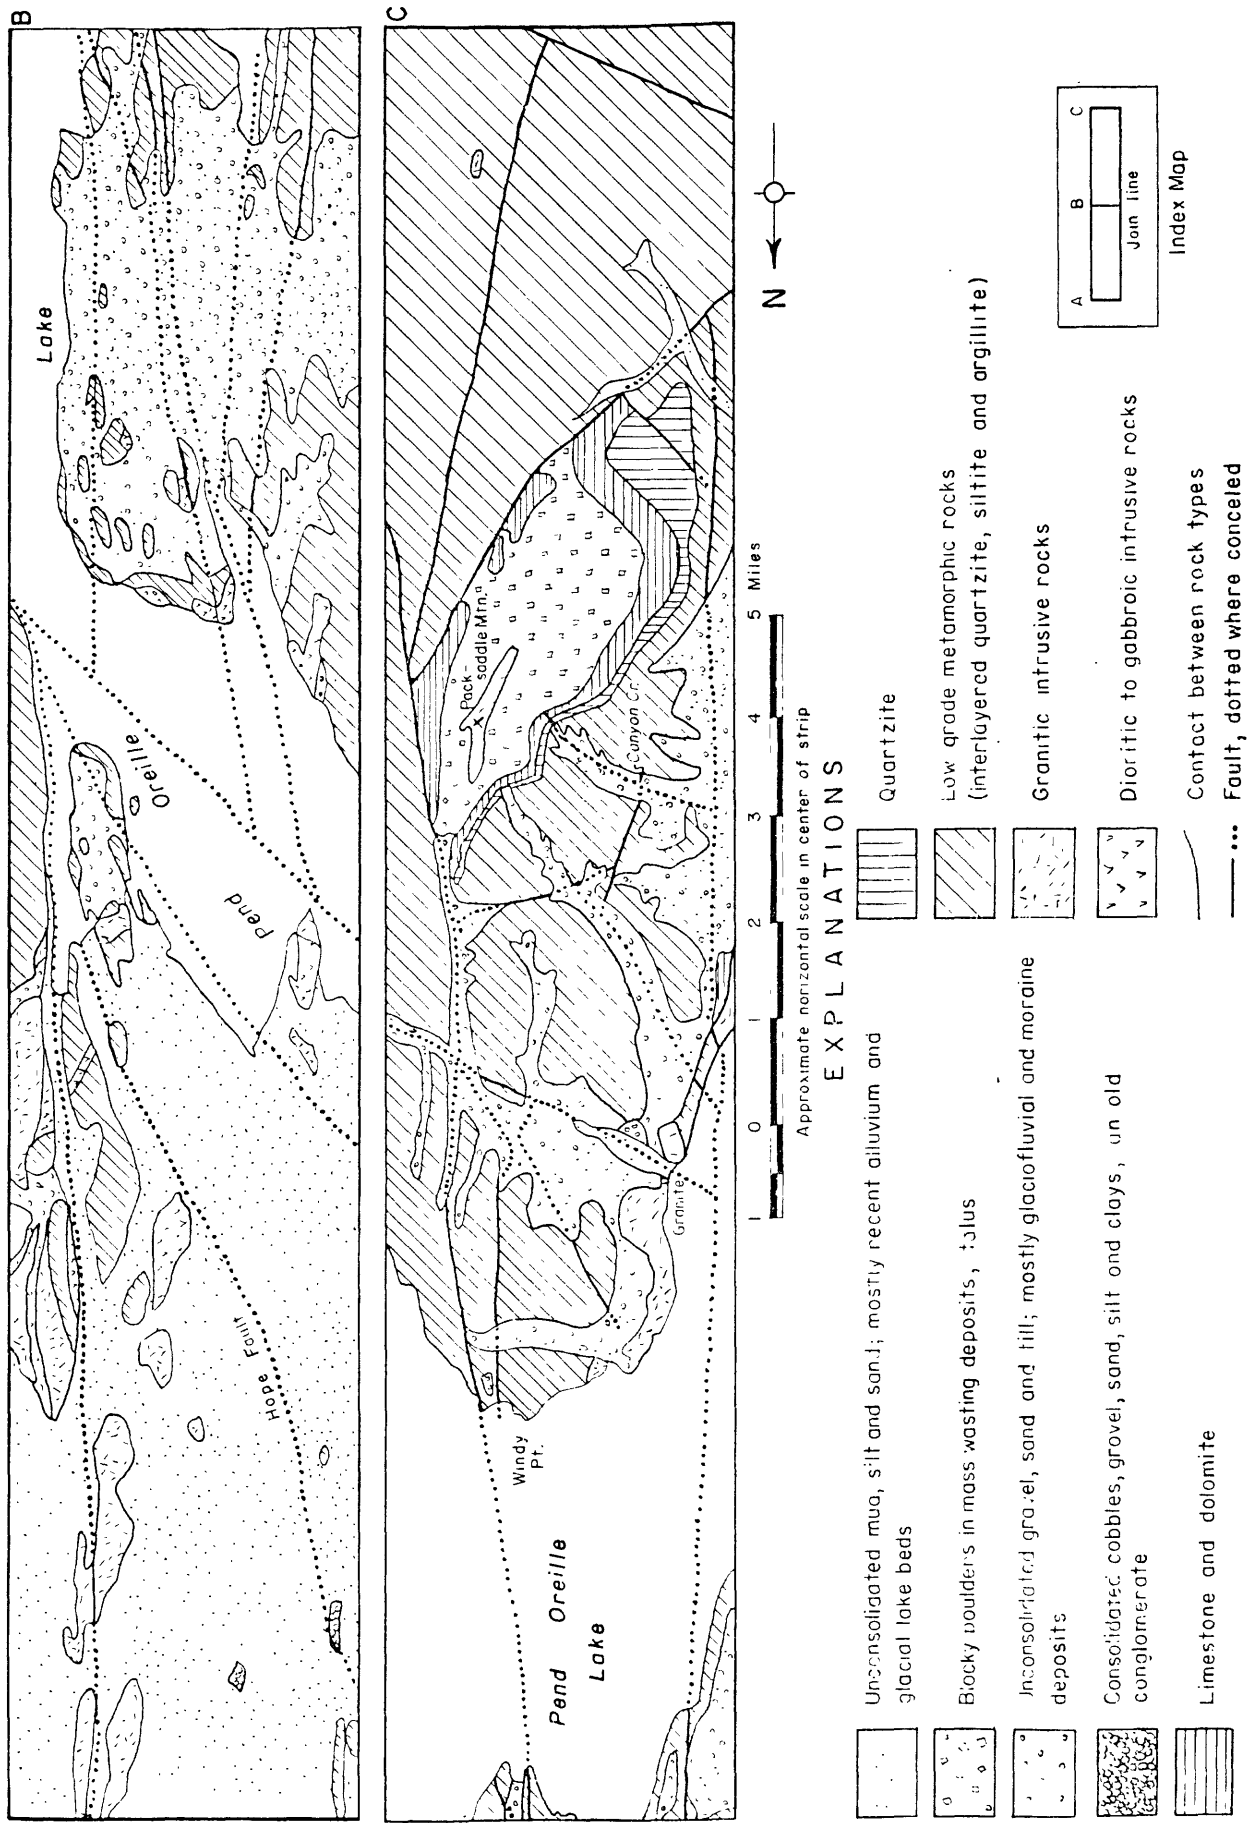 B
Lake
Oreille
Pend
Hope Fault
C
Pack-
saddle Mtn.
Canyon Cr.
Granite
Windy
Pt.
Pend Oreille
Lake
N
1 0 1 2 3 4 5 Miles
Approximate horizontal scale in center of strip
EXPLANATIONS
Unconsolidated mud, silt and sand; mostly recent alluvium and
glacial lake beds
Blocky boulders in mass wasting deposits, talus
Unconsolidated gravel, sand and till; mostly glaciofluvial and moraine
deposits
Consolidated cobbles, gravel, sand, silt and clays, an old
conglomerate
Limestone and dolomite
Quartzite
Low grade metamorphic rocks
(interlayered quartzite, siltite and argillite)
Granitic intrusive rocks
Dioritic to gabbroic intrusive rocks
Contact between rock types
Fault, dotted where conceled
A B C
Join line
Index Map